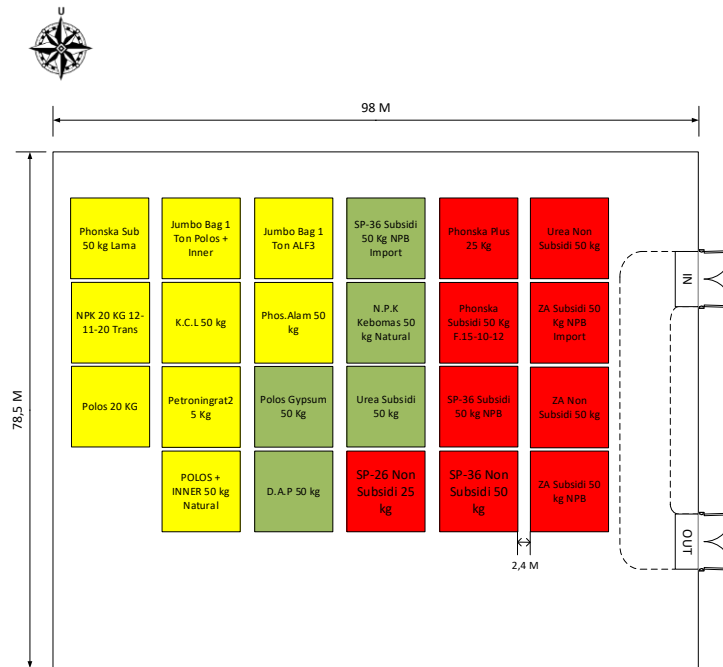 U
98 M
78,5 M
Phonska Sub
50 kg Lama
Jumbo Bag 1
Ton Polos +
Inner
Jumbo Bag 1
Ton ALF3
SP-36 Subsidi
50 Kg NPB
Import
Phonska Plus
25 Kg
Urea Non
Subsidi 50 kg
IN
NPK 20 KG 12-
11-20 Trans
K.C.L 50 kg
Phos.Alam 50
kg
N.P.K
Kebomas 50
kg Natural
Phonska
Subsidi 50 Kg
F.15-10-12
ZA Subsidi 50
Kg NPB
Import
Polos 20 KG
Petroningrat2
5 Kg
Polos Gypsum
50 Kg
Urea Subsidi
50 kg
SP-36 Subsidi
50 kg NPB
ZA Non
Subsidi 50 kg
POLOS +
INNER 50 kg
Natural
D.A.P 50 kg
SP-26 Non
Subsidi 25
kg
SP-36 Non
Subsidi 50
kg
ZA Subsidi 50
kg NPB
OUT
2,4 M